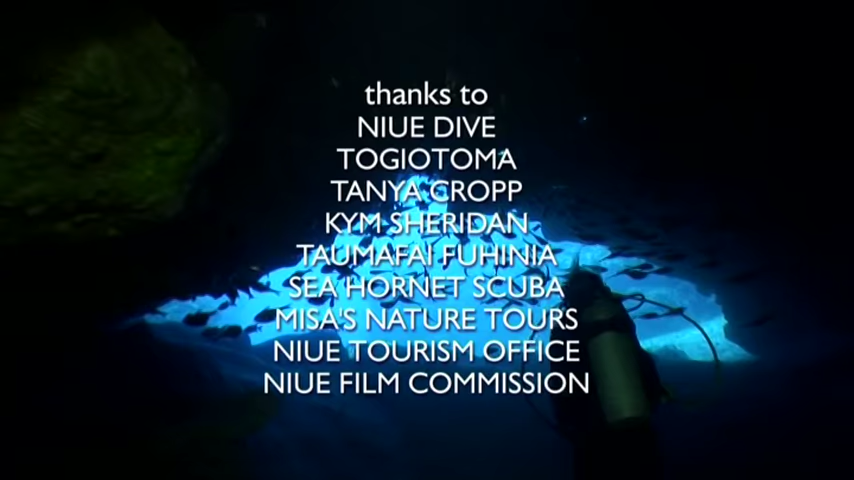 thanks to
NIUE DIVE
TOGIOTOMA
TANYA CROPP
KYM SHERIDAN
TAUMAFAI FUHINIA
SEA HORNET SCUBA
MISA'S NATURE TOURS
NIUE TOURISM OFFICE
NIUE FILM COMMISSION